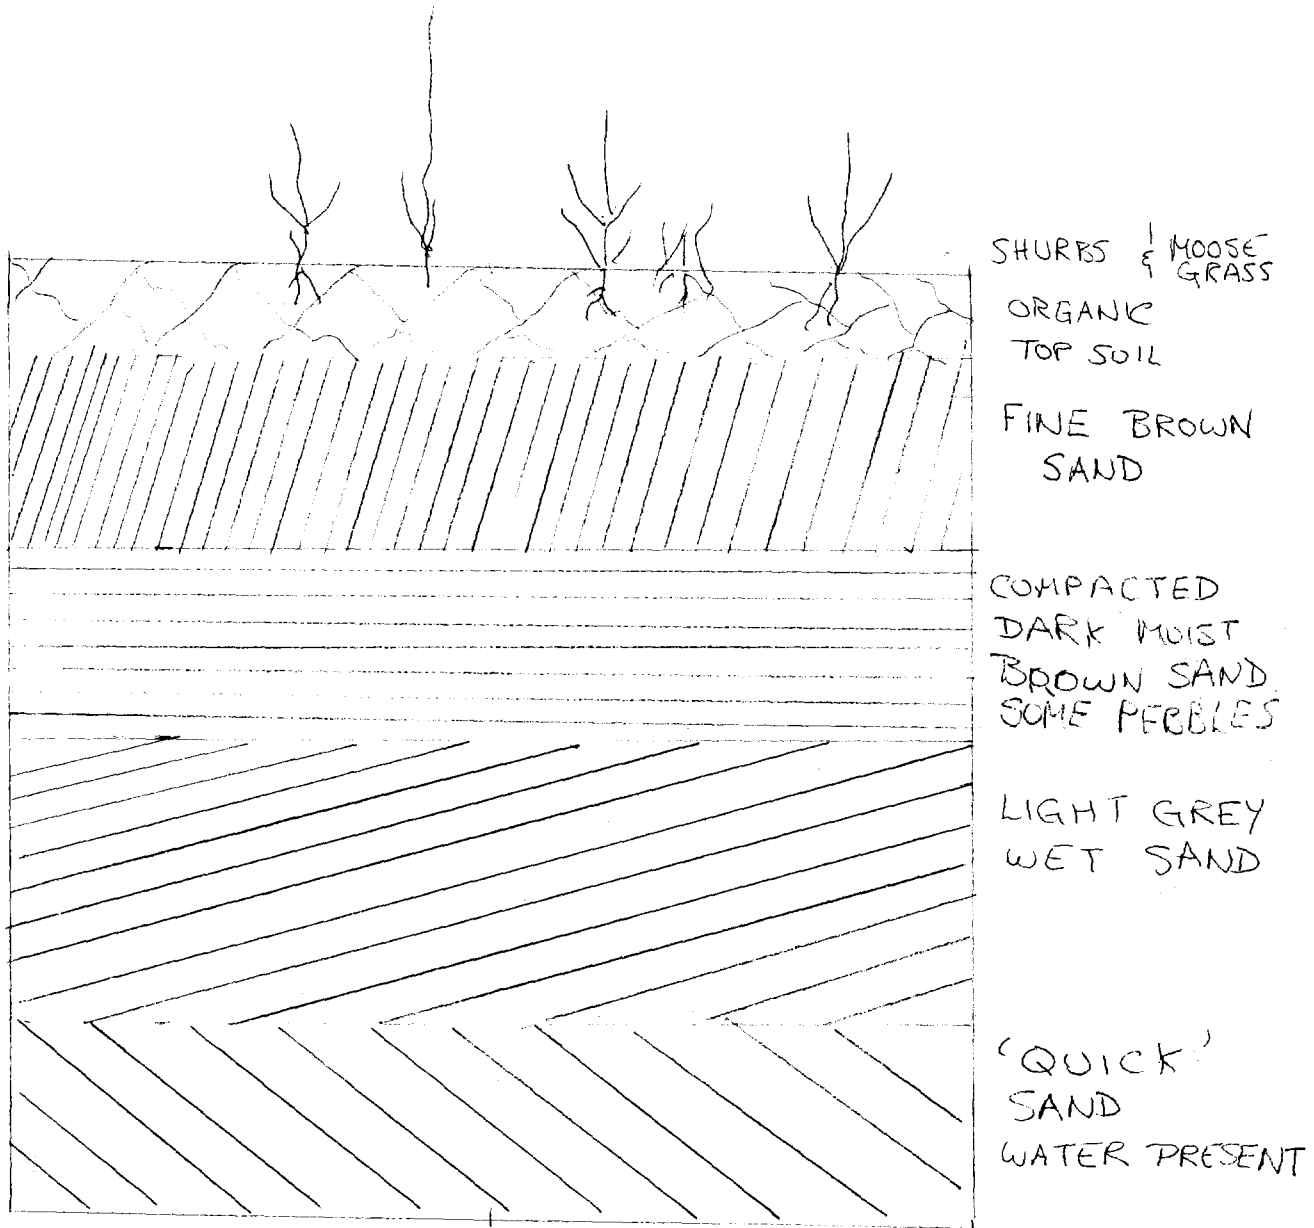 SHURBS & MOOSE
GRASS
ORGANIC
TOP SOIL
FINE BROWN
SAND
COMPACTED
DARK MOIST
BROWN SAND
SOME PEBBLES
LIGHT GREY
WET SAND
'QUICK'
SAND
WATER PRESENT